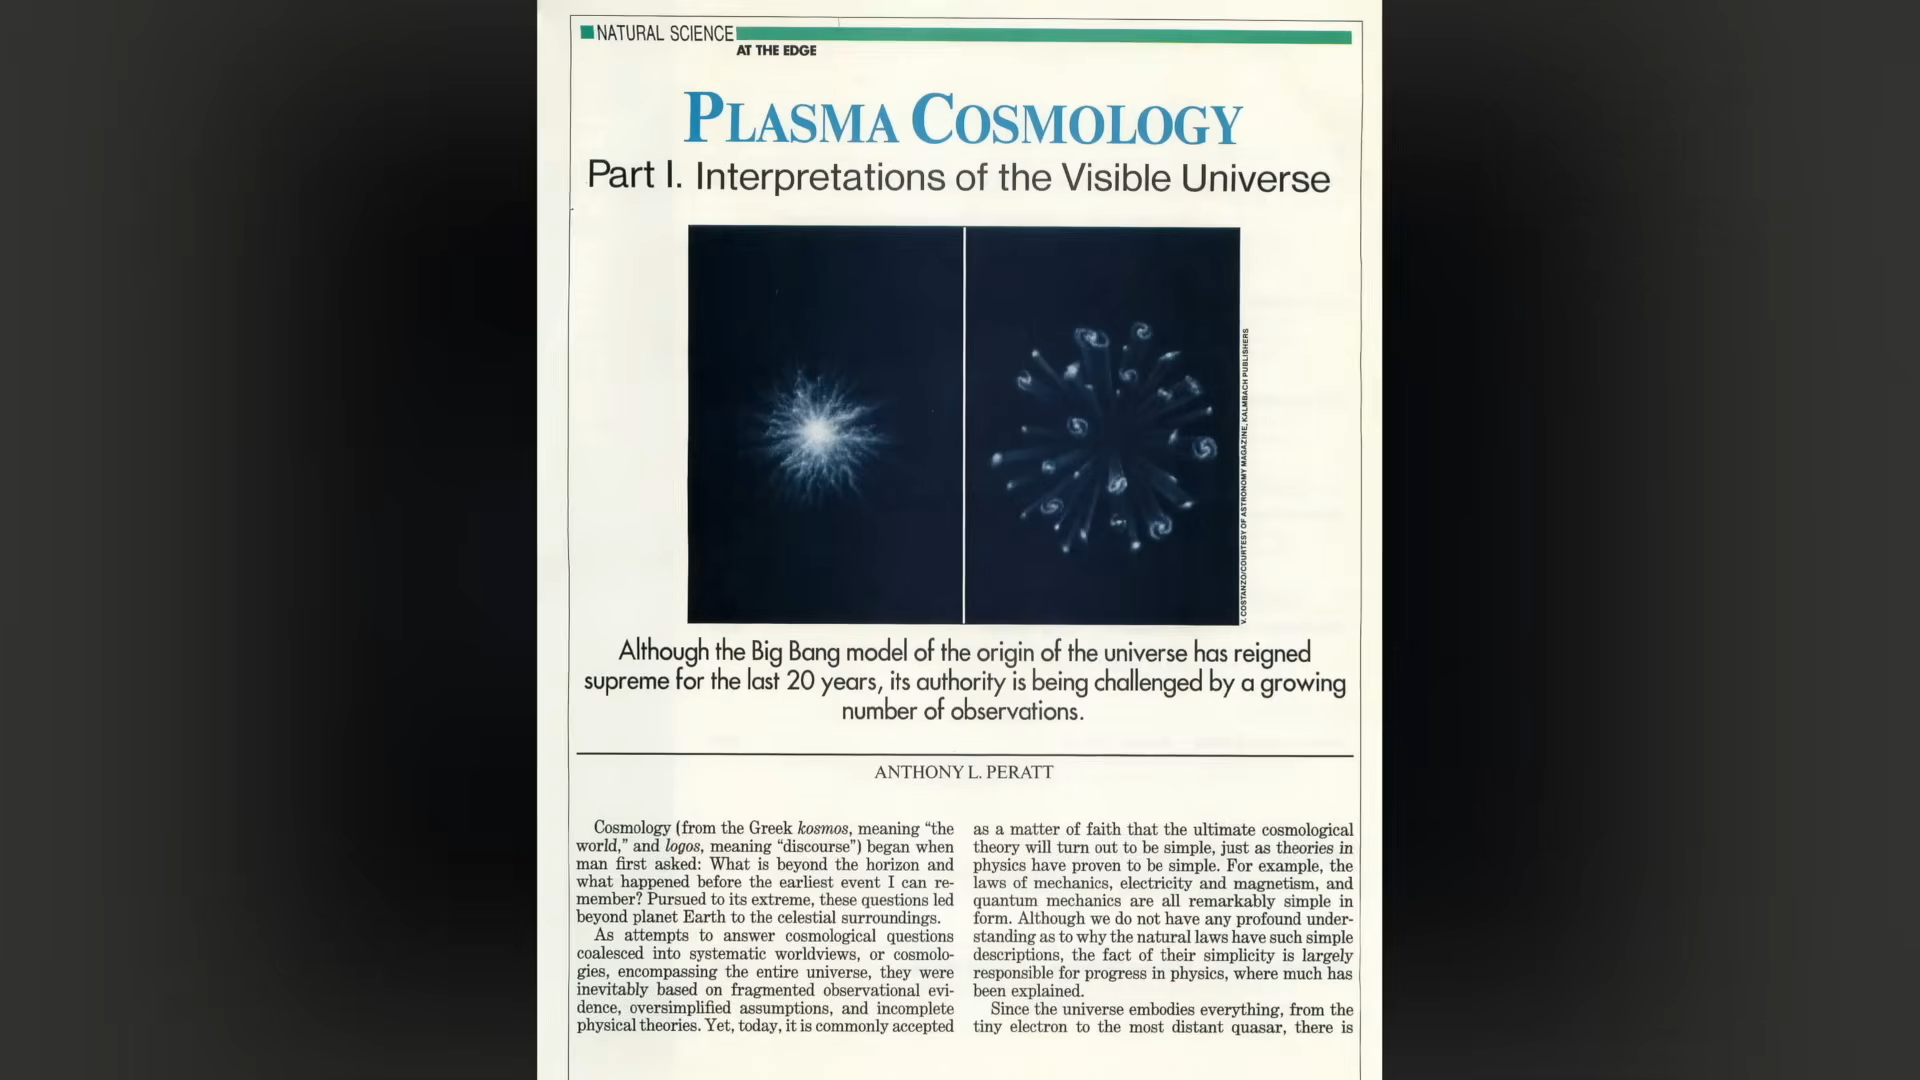 NATURAL SCIENCE
AT THE EDGE
PLASMA COSMOLOGY
Part I. Interpretations of the Visible Universe
V. COSTANZO/COURTESY OF ASTRONOMY MAGAZINE, KALMBACH PUBLISHERS
Although the Big Bang model of the origin of the universe has reigned
supreme for the last 20 years, its authority is being challenged by a growing
number of observations.
ANTHONY L. PERATT
Cosmology (from the Greek kosmos, meaning “the
world,” and logos, meaning “discourse”) began when
man first asked: What is beyond the horizon and
what happened before the earliest event I can re-
member? Pursued to its extreme, these questions led
beyond planet Earth to the celestial surroundings.
As attempts to answer cosmological questions
coalesced into systematic worldviews, or cosmolo-
gies, encompassing the entire universe, they were
inevitably based on fragmented observational evi-
dence, oversimplified assumptions, and incomplete
physical theories. Yet, today, it is commonly accepted
as a matter of faith that the ultimate cosmological
theory will turn out to be simple, just as theories in
physics have proven to be simple. For example, the
laws of mechanics, electricity and magnetism, and
quantum mechanics are all remarkably simple in
form. Although we do not have any profound under-
standing as to why the natural laws have such simple
descriptions, the fact of their simplicity is largely
responsible for progress in physics, where much has
been explained.
Since the universe embodies everything, from the
tiny electron to the most distant quasar, there is